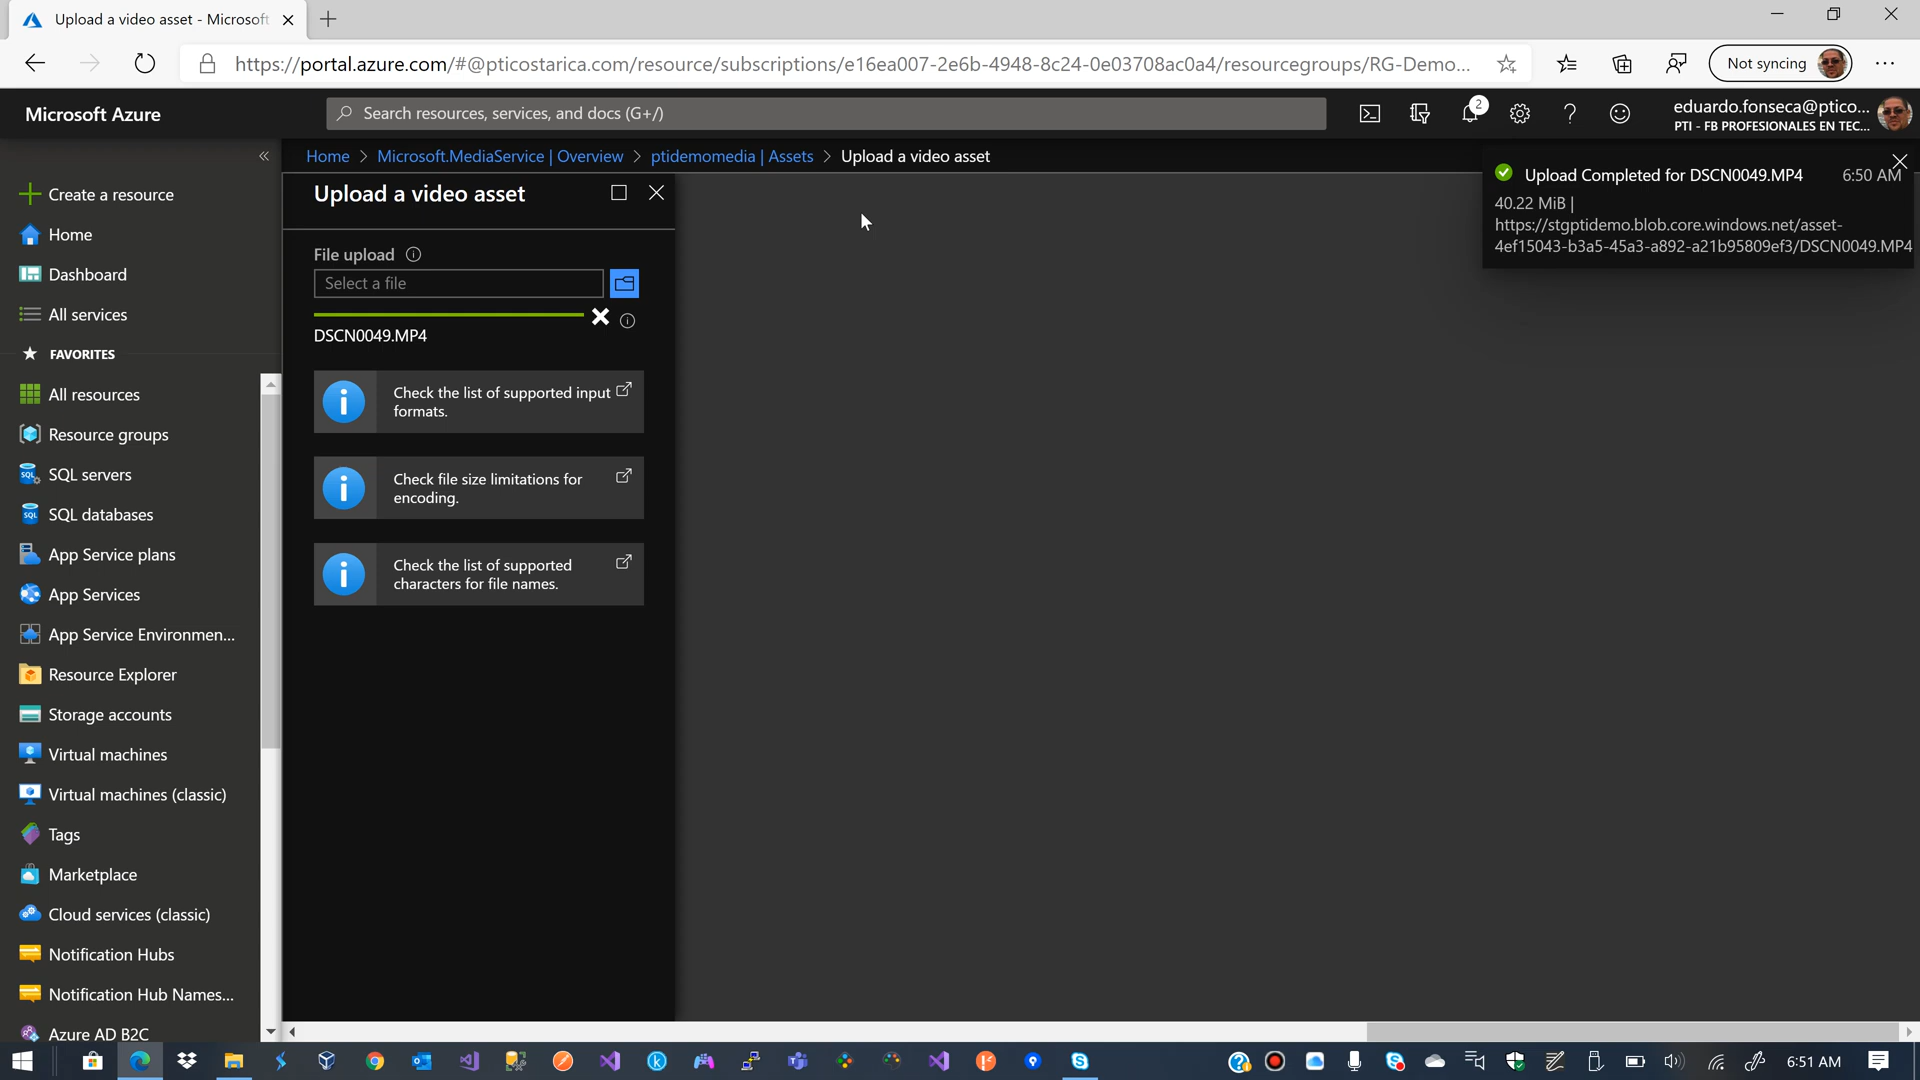 Upload a video asset - Microsoft
https://portal.azure.com/#@pticostarica.com/resource/subscriptions/e16ea007-2e6b-4948-8c24-0e03708ac0a4/resourcegroups/RG-Demo...
Not syncing
Microsoft Azure
Search resources, services, and docs (G+/)
2
eduardo.fonseca@ptico...
PTI - FB PROFESIONALES EN TEC...
Home > Microsoft.MediaService | Overview > ptidemomedia | Assets > Upload a video asset
Create a resource
Home
Dashboard
All services
FAVORITES
All resources
Resource groups
SQL servers
SQL databases
App Service plans
App Services
App Service Environmen...
Resource Explorer
Storage accounts
Virtual machines
Virtual machines (classic)
Tags
Marketplace
Cloud services (classic)
Notification Hubs
Notification Hub Names...
Azure AD B2C
Upload a video asset
File upload
Select a file
DSCN0049.MP4
Check the list of supported input
formats.
Check file size limitations for
encoding.
Check the list of supported
characters for file names.
Upload Completed for DSCN0049.MP4 6:50 AM
40.22 MiB |
https://stgptidemo.blob.core.windows.net/asset-
4ef15043-b3a5-45a3-a892-a21b95809ef3/DSCN0049.MP4
6:51 AM